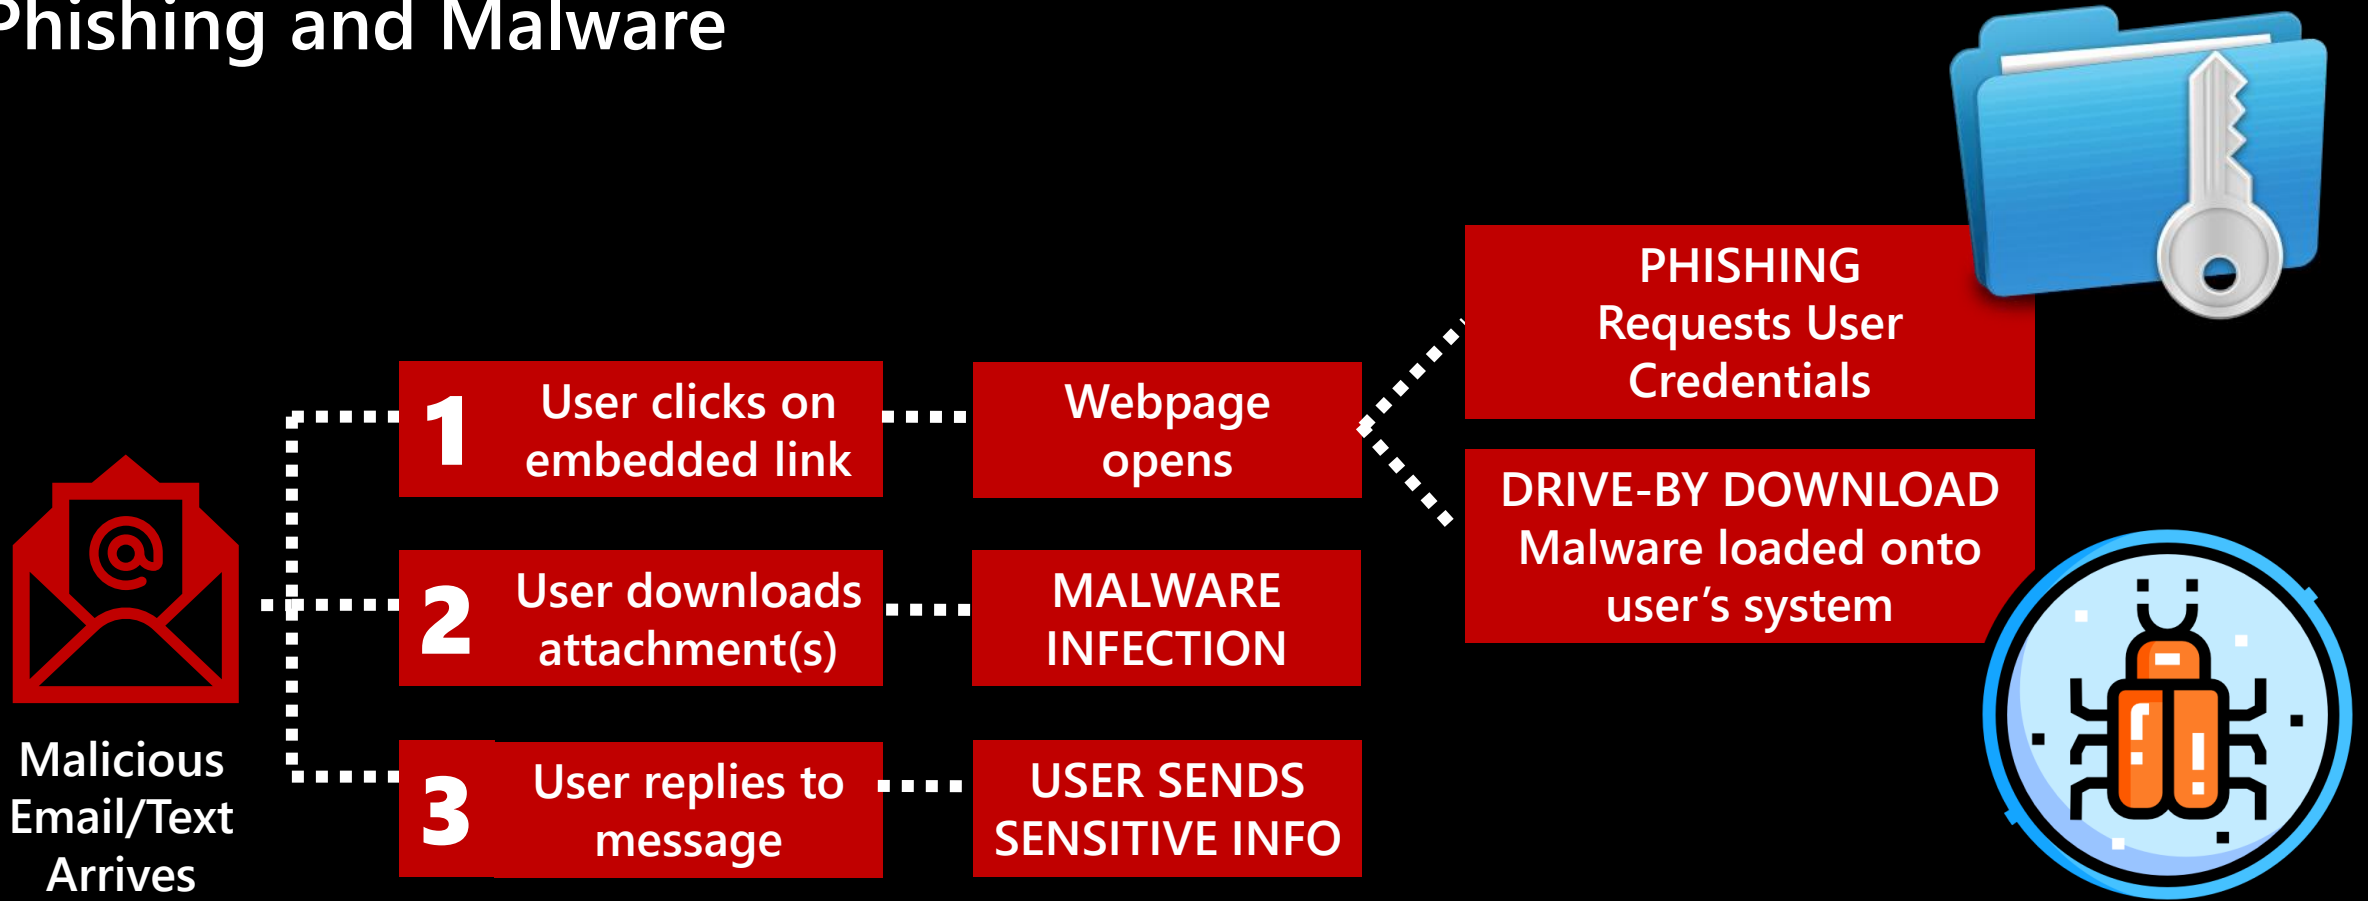 Phishing and Malware
PHISHING
Requests User
Credentials
1
User clicks on
embedded link
Webpage
opens
DRIVE-BY DOWNLOAD
Malware loaded onto
user’s system
2
User downloads
attachment(s)
MALWARE
INFECTION
3
User replies to
message
USER SENDS
SENSITIVE INFO
Malicious
Email/Text
Arrives